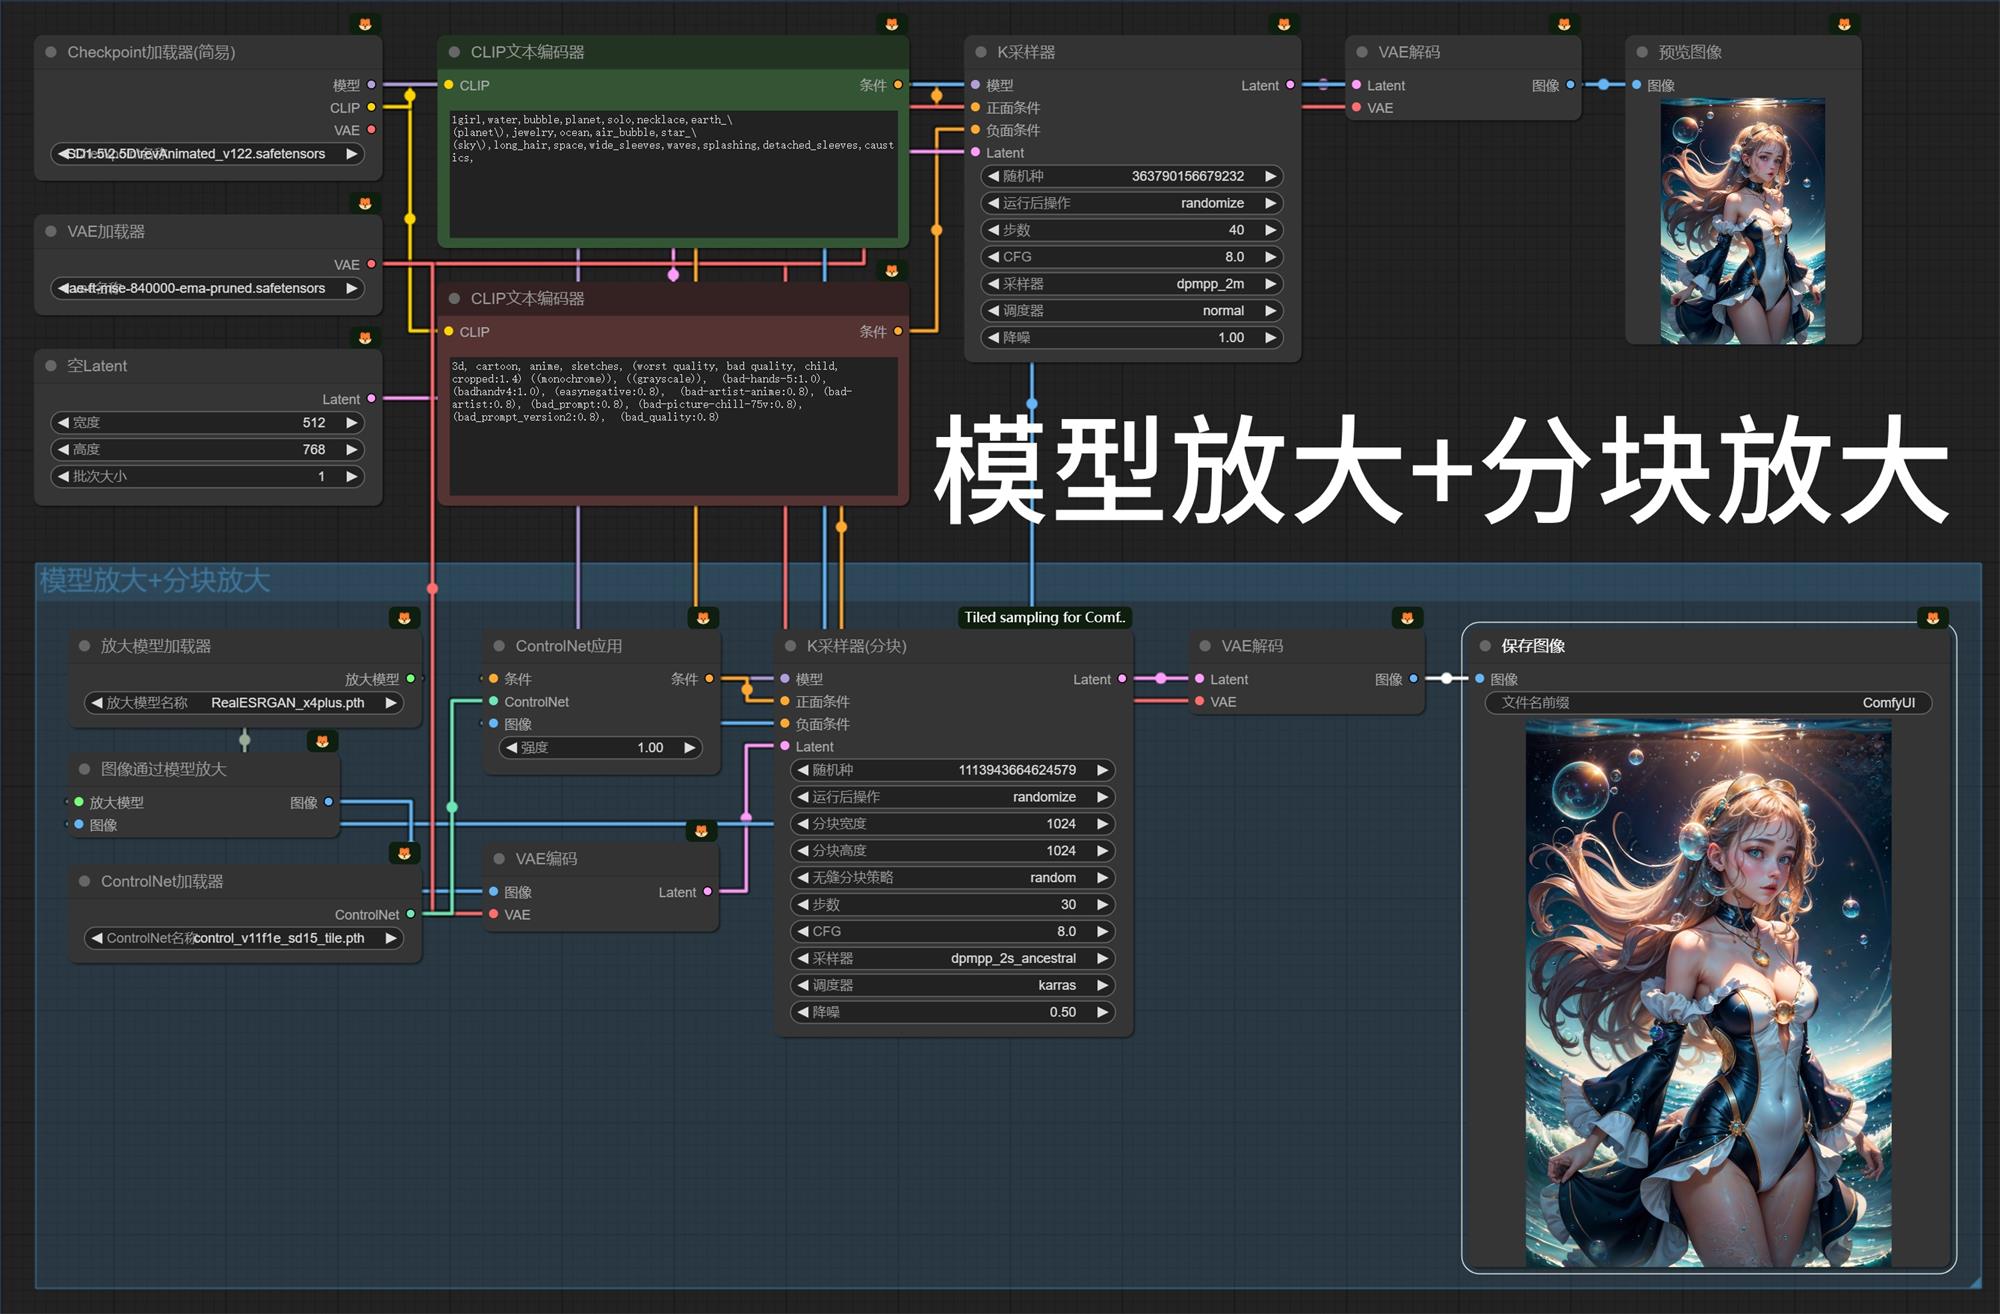 Checkpoint加载器(简易)
模型
CLIP
VAE
SD1.5\2.5D\revAnimated_v122.safetensors
VAE加载器
VAE
vae-ft-mse-840000-ema-pruned.safetensors
空Latent
Latent
宽度 512
高度 768
批次大小 1
CLIP文本编码器
CLIP 条件
1girl,water,bubble,planet,solo,necklace,earth_\
(planet\),jewelry,ocean,air_bubble,star_\
(sky\),long_hair,space,wide_sleeves,waves,splashing,detached_sleeves,caust
ics,
CLIP文本编码器
CLIP 条件
3d, cartoon, anime, sketches, (worst quality, bad quality, child,
cropped:1.4) ((monochrome)), ((grayscale)), (bad-hands-5:1.0),
(badhandv4:1.0), (easynegative:0.8), (bad-artist-anime:0.8), (bad-
artist:0.8), (bad_prompt:0.8), (bad-picture-chill-75v:0.8),
(bad_prompt_version2:0.8), (bad_quality:0.8)
K采样器
模型 Latent
正面条件
负面条件
Latent
随机种 363790156679232
运行后操作 randomize
步数 40
CFG 8.0
采样器 dpmpp_2m
调度器 normal
降噪 1.00
VAE解码
Latent 图像
VAE
预览图像
图像
模型放大+分块放大
模型放大+分块放大
放大模型加载器
放大模型
放大模型名称 RealESRGAN_x4plus.pth
图像通过模型放大
放大模型 图像
图像
ControlNet加载器
ControlNet
ControlNet名称 control_v11f1e_sd15_tile.pth
ControlNet应用
条件 条件
ControlNet
图像
强度 1.00
VAE编码
图像 Latent
VAE
Tiled sampling for Comf..
K采样器(分块)
模型 Latent
正面条件
负面条件
Latent
随机种 1113943664624579
运行后操作 randomize
分块宽度 1024
分块高度 1024
无缝分块策略 random
步数 30
CFG 8.0
采样器 dpmpp_2s_ancestral
调度器 karras
降噪 0.50
VAE解码
Latent 图像
VAE
保存图像
图像
文件名前缀 ComfyUI